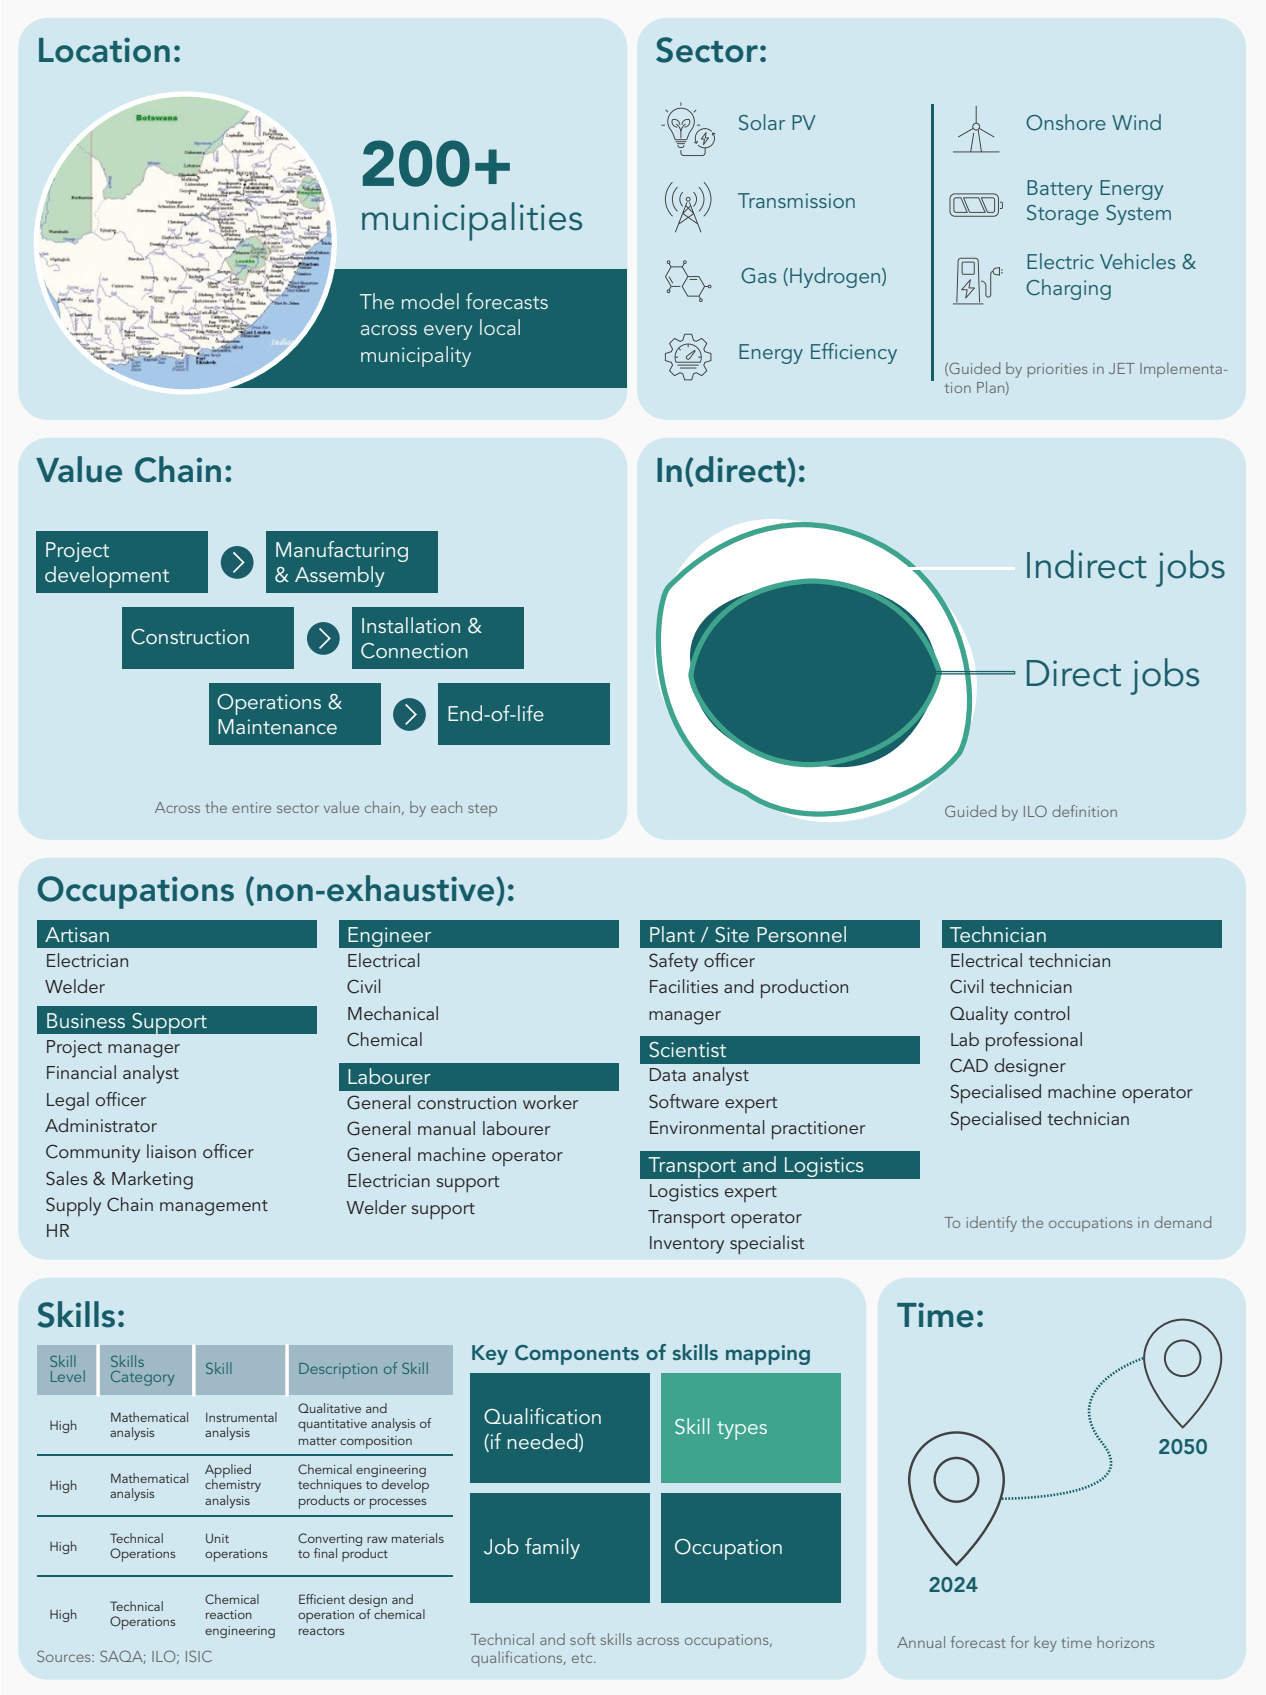 Location:
Botswana
200+
municipalities
The model forecasts
across every local
municipality
Sector:
Solar PV
Transmission
Gas (Hydrogen)
Energy Efficiency
Onshore Wind
Battery Energy
Storage System
Electric Vehicles &
Charging
(Guided by priorities in JET Implementa-
tion Plan)
Value Chain:
Project
development
Manufacturing
& Assembly
Construction
Installation &
Connection
Operations &
Maintenance
End-of-life
Across the entire sector value chain, by each step
In(direct):
Indirect jobs
Direct jobs
Guided by ILO definition
Occupations (non-exhaustive):
Artisan
Electrician
Welder
Business Support
Project manager
Financial analyst
Legal officer
Administrator
Community liaison officer
Sales & Marketing
Supply Chain management
HR
Engineer
Electrical
Civil
Mechanical
Chemical
Labourer
General construction worker
General manual labourer
General machine operator
Electrician support
Welder support
Plant / Site Personnel
Safety officer
Facilities and production
manager
Scientist
Data analyst
Software expert
Environmental practitioner
Transport and Logistics
Logistics expert
Transport operator
Inventory specialist
Technician
Electrical technician
Civil technician
Quality control
Lab professional
CAD designer
Specialised machine operator
Specialised technician
To identify the occupations in demand
Skills:
Skill Level Skills Category Skill Description of Skill
High Mathematical analysis Instrumental analysis Qualitative and quantitative analysis of matter composition
High Mathematical analysis Applied chemistry analysis Chemical engineering techniques to develop products or processes
High Technical Operations Unit operations Converting raw materials to final product
High Technical Operations Chemical reaction engineering Efficient design and operation of chemical reactors
Sources: SAQA; ILO; ISIC
Key Components of skills mapping
Qualification
(if needed)
Skill types
Job family
Occupation
Technical and soft skills across occupations,
qualifications, etc.
Time:
2050
2024
Annual forecast for key time horizons